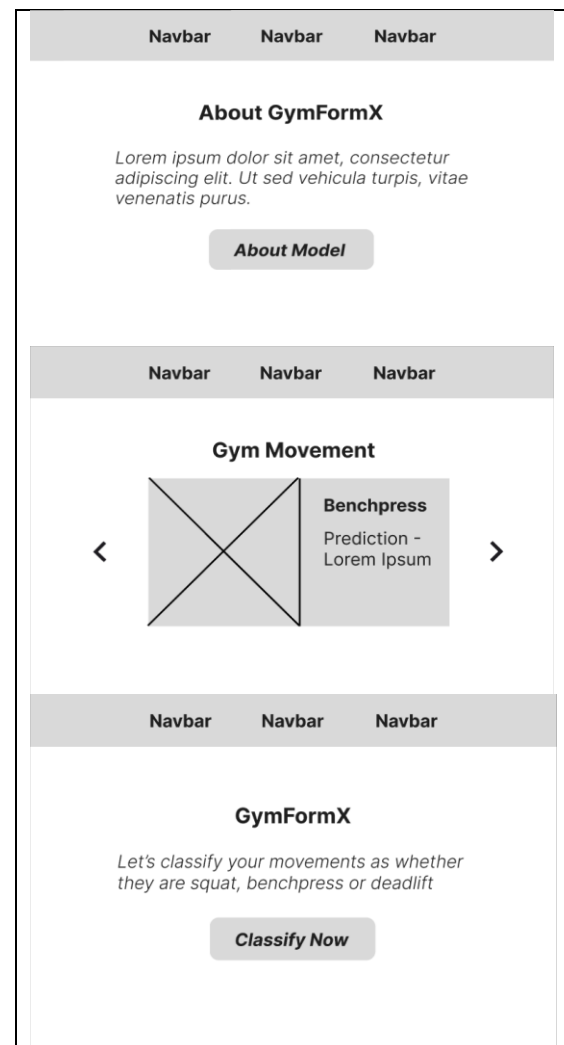 Navbar Navbar Navbar
About GymFormX
Lorem ipsum dolor sit amet, consectetur
adipiscing elit. Ut sed vehicula turpis, vitae
venenatis purus.
About Model
Navbar Navbar Navbar
Gym Movement
Benchpress
Prediction -
Lorem Ipsum
Navbar Navbar Navbar
GymFormX
Let's classify your movements as whether
they are squat, benchpress or deadlift
Classify Now